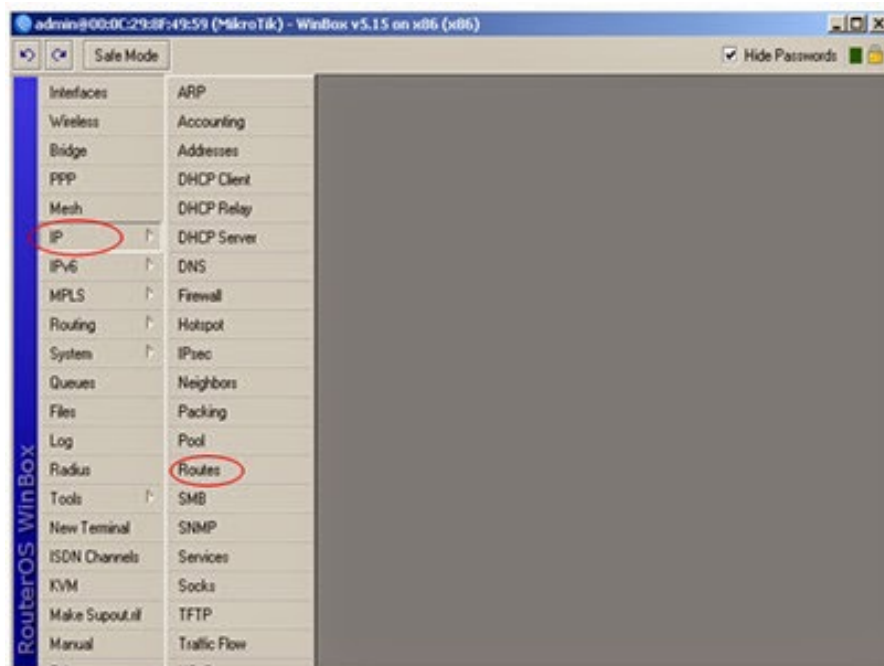 admin@00:0C:29:8F:49:59 (MikroTik) - WinBox v5.15 on x86 (x86)
Safe Mode
Hide Passwords
Interfaces
Wireless
Bridge
PPP
Mesh
IP
IPv6
MPLS
Routing
System
Queues
Files
Log
Radius
Tools
New Terminal
ISDN Channels
KVM
Make Supout.rif
Manual
ARP
Accounting
Addresses
DHCP Client
DHCP Relay
DHCP Server
DNS
Firewall
Hotspot
IPsec
Neighbors
Packing
Pool
Routes
SMB
SNMP
Services
Socks
TFTP
Traffic Flow
RouterOS WinBox